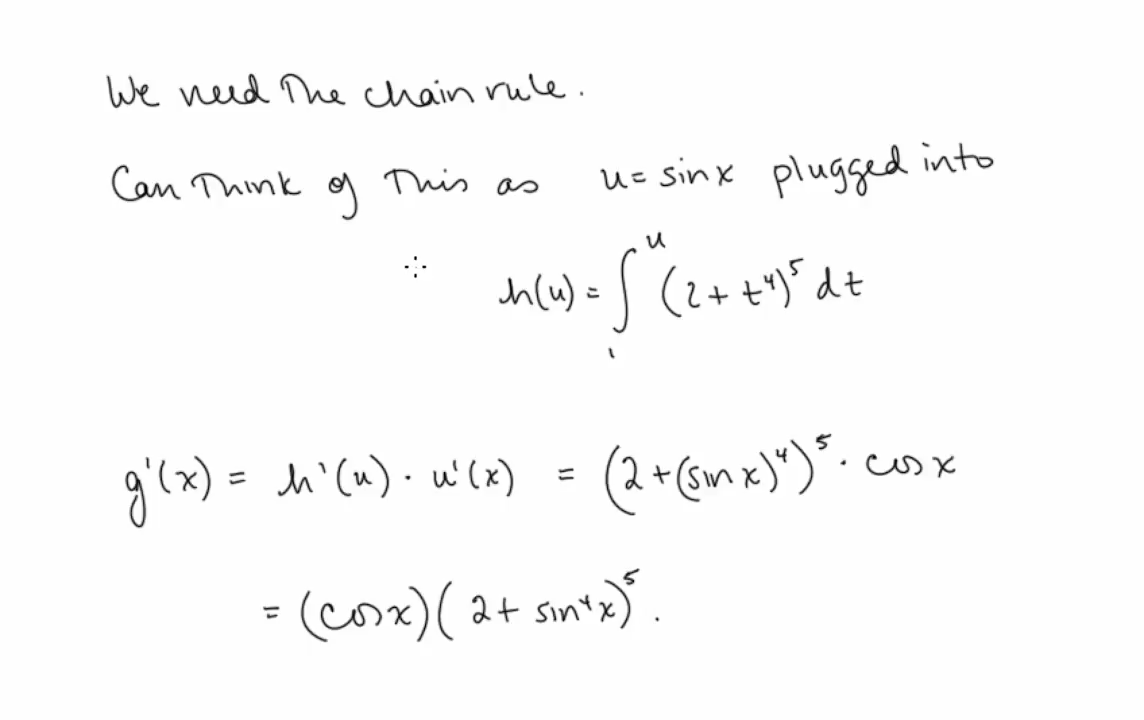 We need The chain rule.
Can Think of This as u = sin x plugged into
h(u) = ∫₁ᵘ (2 + t⁴)⁵ dt
g'(x) = h'(u) · u'(x) = (2 + (sin x)⁴)⁵ · cos x
= (cos x)(2 + sin⁴x)⁵.